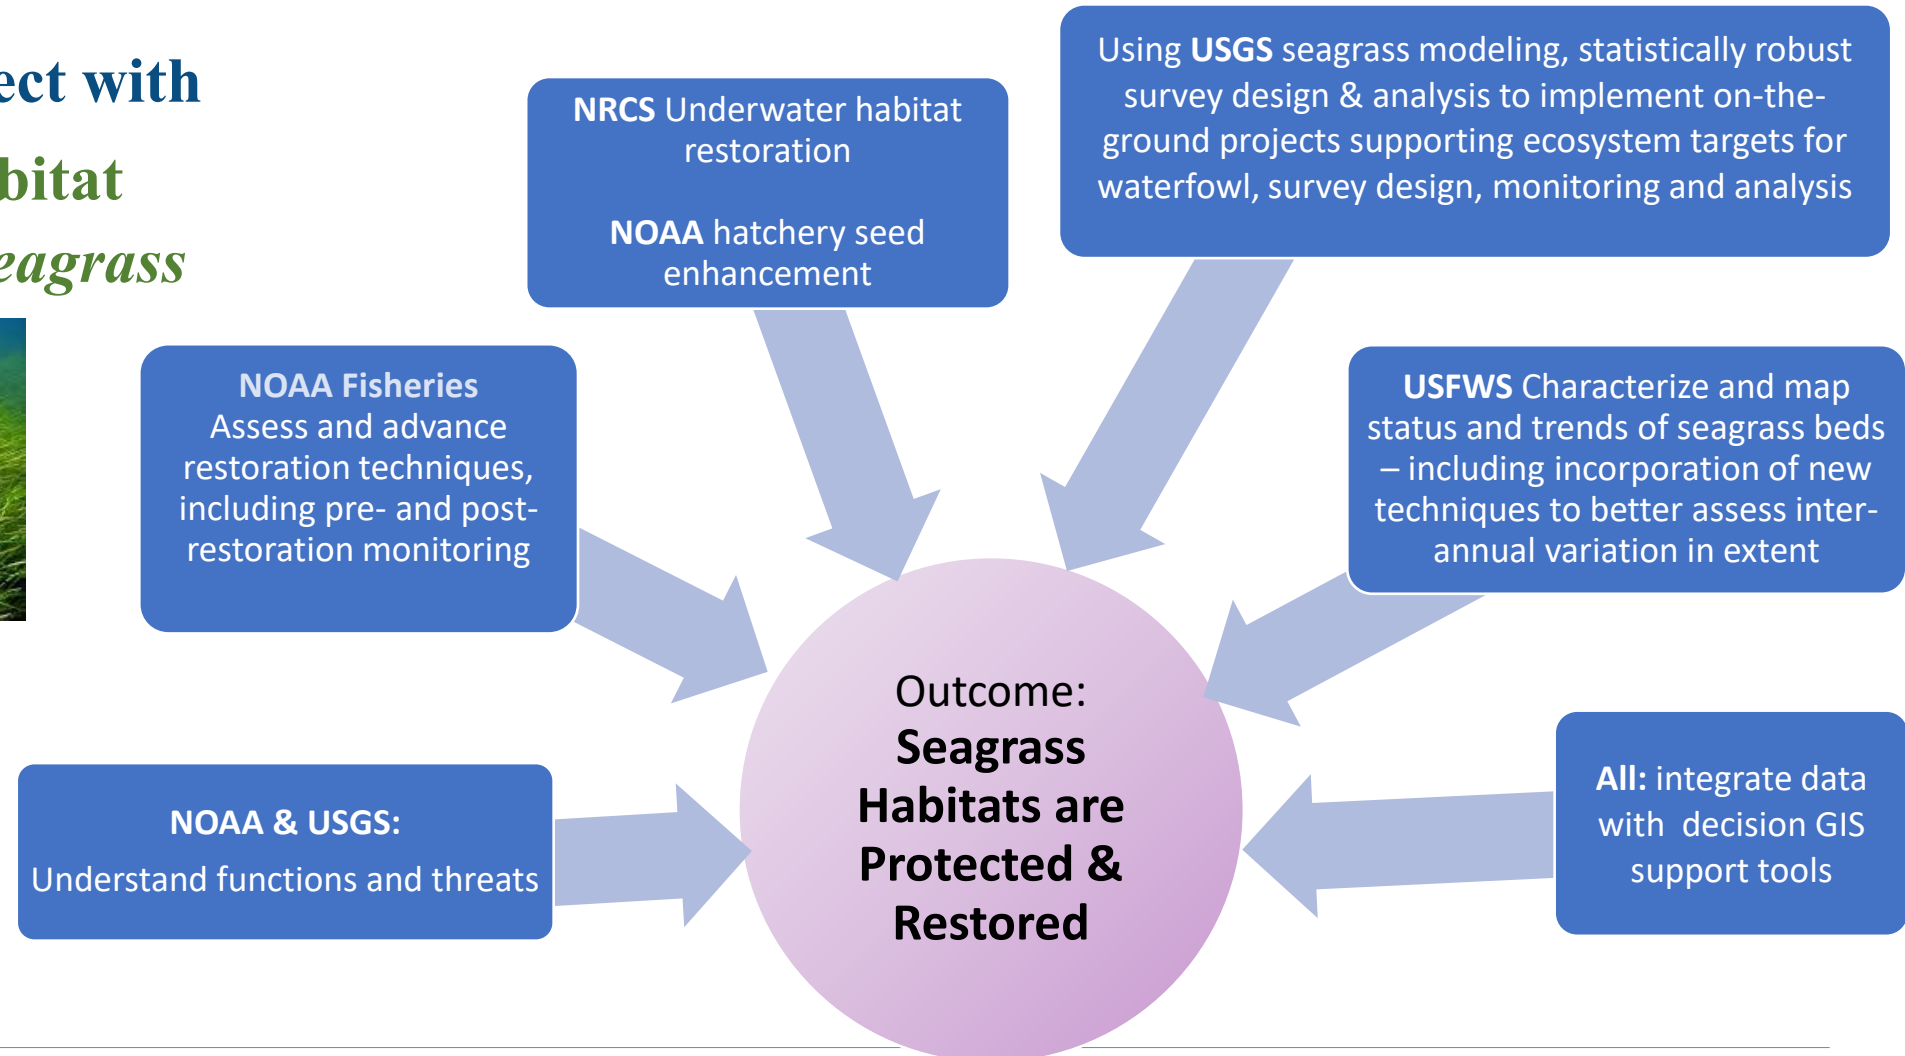 ect with
bitat
eagrass
NRCS Underwater habitat
restoration
NOAA hatchery seed
enhancement
Using USGS seagrass modeling, statistically robust
survey design & analysis to implement on-the-
ground projects supporting ecosystem targets for
waterfowl, survey design, monitoring and analysis
NOAA Fisheries
Assess and advance
restoration techniques,
including pre- and post-
restoration monitoring
USFWS Characterize and map
status and trends of seagrass beds
– including incorporation of new
techniques to better assess inter-
annual variation in extent
NOAA & USGS:
Understand functions and threats
Outcome:
Seagrass
Habitats are
Protected &
Restored
All: integrate data
with  decision GIS
support tools